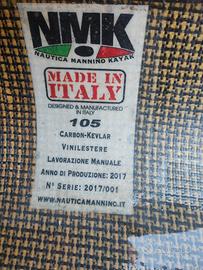 NMK
NAUTICA MANNINO KAYAK
MADE IN
ITALY
DESIGNED & MANUFACTURED
IN ITALY
105
CARBON-KEVLAR
VINILESTERE
LAVORAZIONE MANUALE
ANNO DI PRODUZIONE: 2017
N° SERIE: 2017/001
WWW.NAUTICAMANNINO.IT